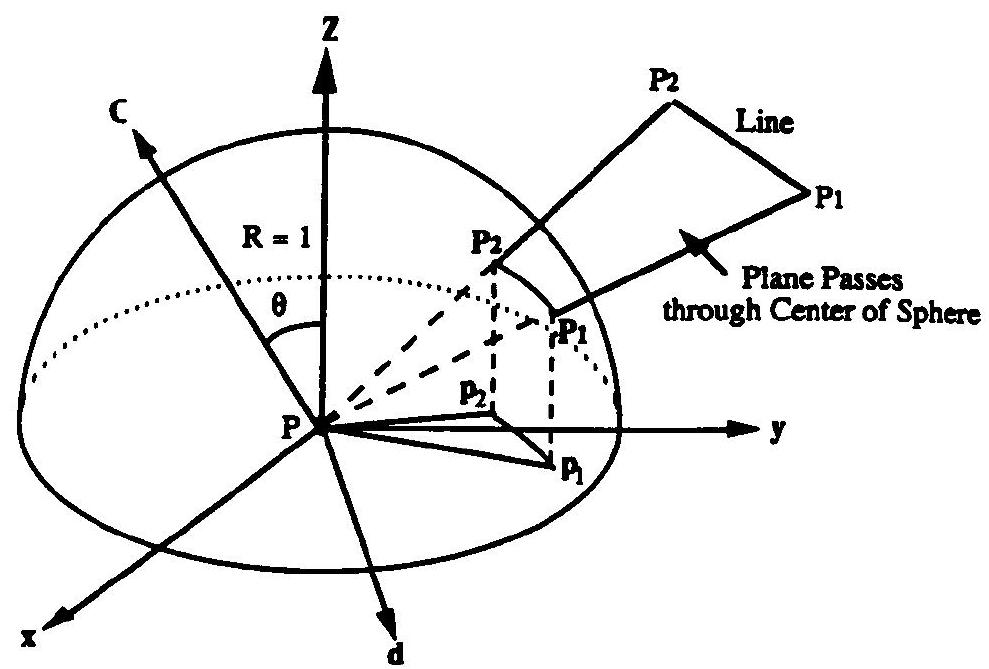 Z
P2
C
Line
P1
R = 1
P2
Plane Passes
through Center of Sphere
θ
P1
p2
P
y
p1
x
d